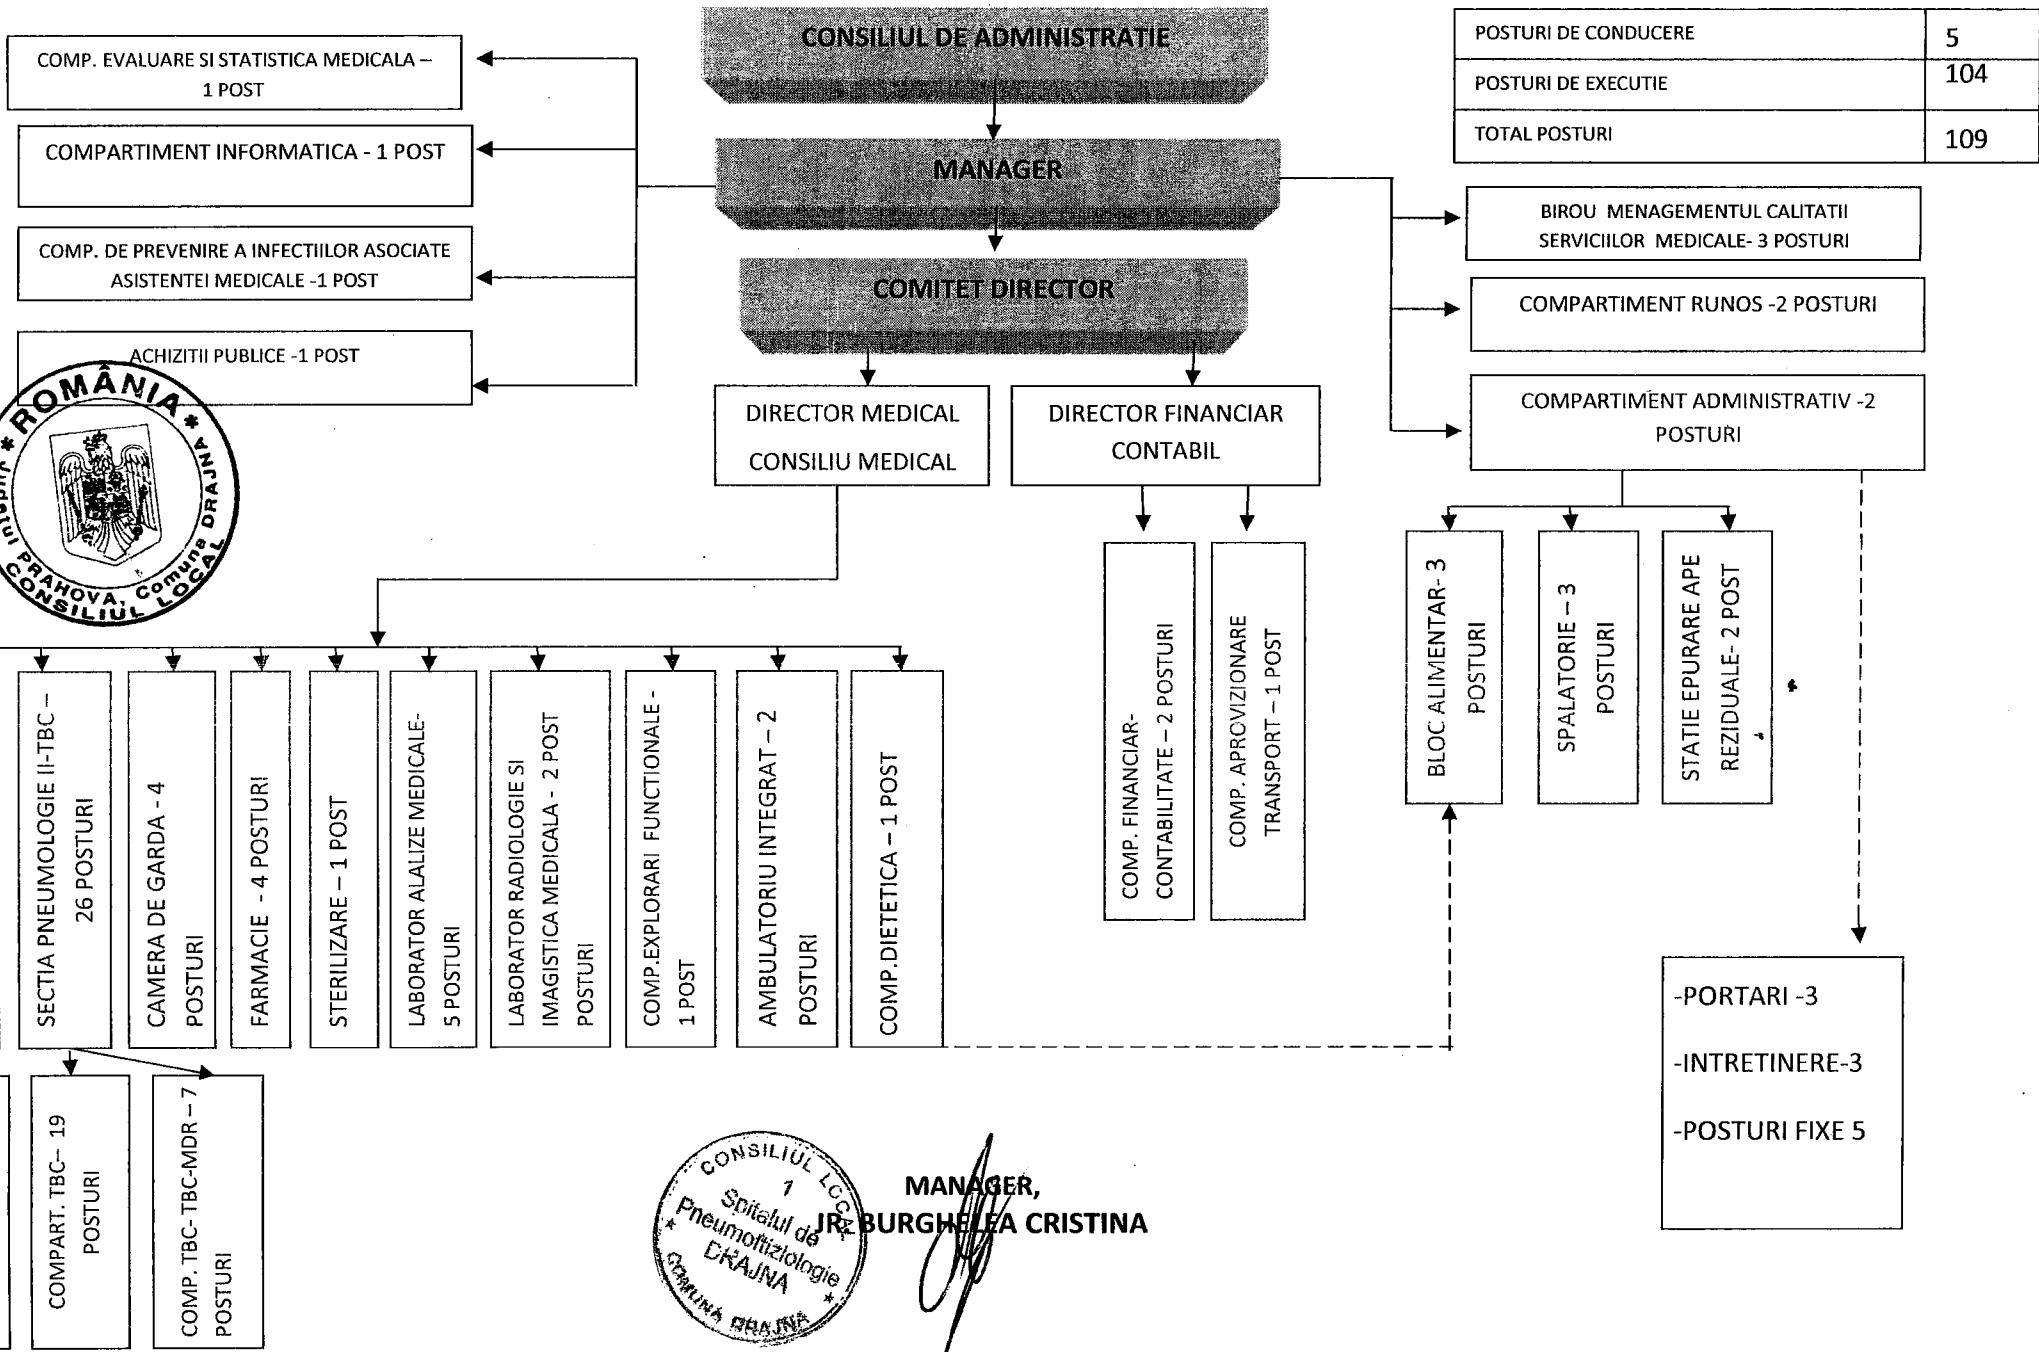 CONSILIUL DE ADMINISTRATIE
MANAGER
COMITET DIRECTOR
POSTURI DE CONDUCERE 5
POSTURI DE EXECUTIE 104
TOTAL POSTURI 109
COMP. EVALUARE SI STATISTICA MEDICALA –
1 POST
COMPARTIMENT INFORMATICA - 1 POST
COMP. DE PREVENIRE A INFECTIILOR ASOCIATE
ASISTENTEI MEDICALE -1 POST
ACHIZITII PUBLICE -1 POST
BIROU MENAGEMENTUL CALITATII
SERVICIILOR MEDICALE- 3 POSTURI
COMPARTIMENT RUNOS -2 POSTURI
COMPARTIMENT ADMINISTRATIV -2
POSTURI
DIRECTOR MEDICAL
CONSILIU MEDICAL
DIRECTOR FINANCIAR
CONTABIL
* ROMÂNIA *
Judetul PRAHOVA, Comuna DRAJNA
CONSILIUL LOCAL
SECTIA PNEUMOLOGIE II-TBC –
26 POSTURI
CAMERA DE GARDA - 4
POSTURI
FARMACIE - 4 POSTURI
STERILIZARE – 1 POST
LABORATOR ALALIZE MEDICALE-
5 POSTURI
LABORATOR RADIOLOGIE SI
IMAGISTICA MEDICALA - 2 POST
POSTURI
COMP.EXPLORARI FUNCTIONALE -
1 POST
AMBULATORIU INTEGRAT – 2
POSTURI
COMP.DIETETICA – 1 POST
COMP. FINANCIAR-
CONTABILITATE – 2 POSTURI
COMP. APROVIZIONARE
TRANSPORT – 1 POST
BLOC ALIMENTAR- 3
POSTURI
SPALATORIE – 3
POSTURI
STATIE EPURARE APE
REZIDUALE- 2 POST
-PORTARI -3
-INTRETINERE-3
-POSTURI FIXE 5
COMPART. TBC– 19
POSTURI
COMP. TBC- TBC-MDR – 7
POSTURI
CONSILIUL LOCAL
1
Spitalul de
Pneumoftiziologie
DRAJNA
* COMUNA DRAJNA *
MANAGER,
JR. BURGHELEA CRISTINA